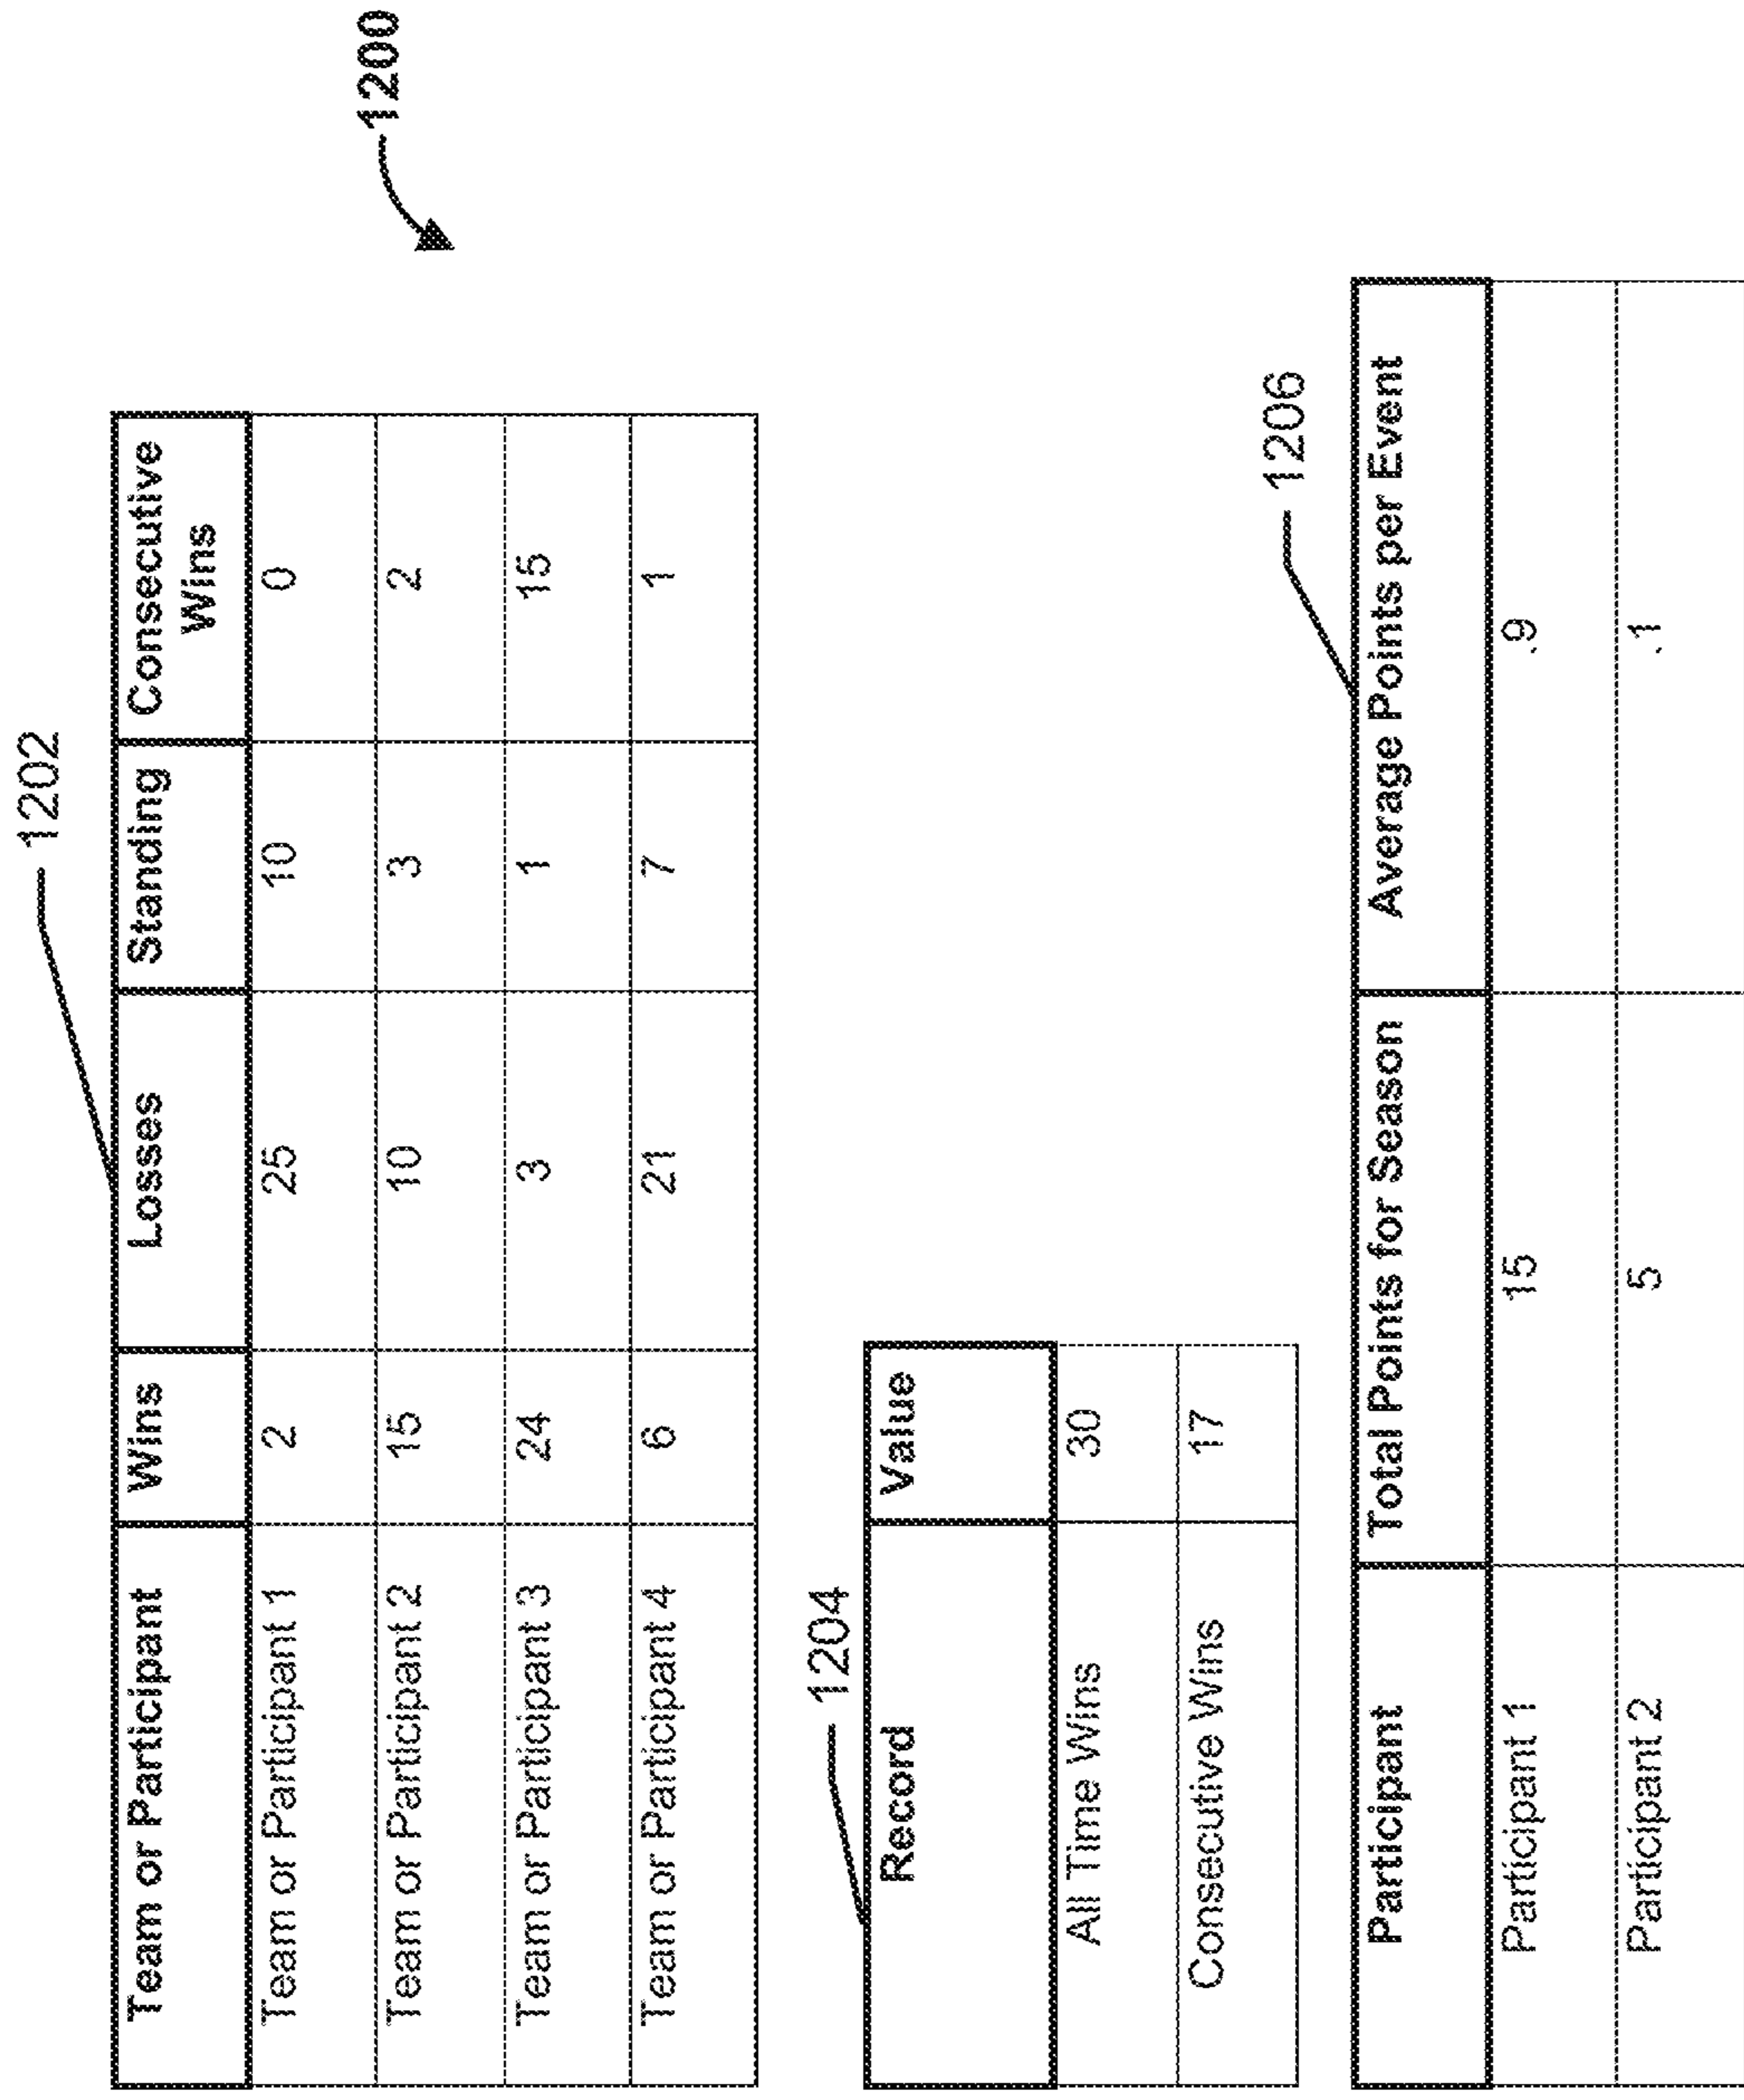 1200
1202
Team or Participant Wins Losses Standing Consecutive Wins
Team or Participant 1 2 25 10 0
Team or Participant 2 15 10 3 2
Team or Participant 3 24 3 1 15
Team or Participant 4 6 21 7 1
1204
Record Value
All Time Wins 30
Consecutive Wins 17
1206
Participant Total Points for Season Average Points per Event
Participant 1 15 .9
Participant 2 5 .1